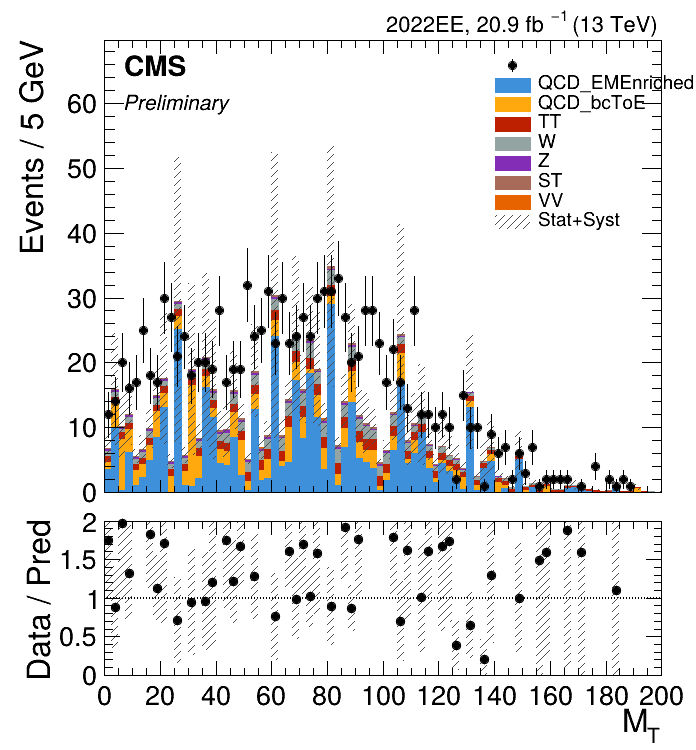 2022EE, 20.9 fb⁻¹ (13 TeV)
CMS
Preliminary
Events / 5 GeV
60
50
40
30
20
10
0
QCD_EMEnriched
QCD_bcToE
TT
W
Z
ST
VV
Stat+Syst
Data / Pred
2
1.5
1
0.5
0
0 20 40 60 80 100 120 140 160 180 200
M_T